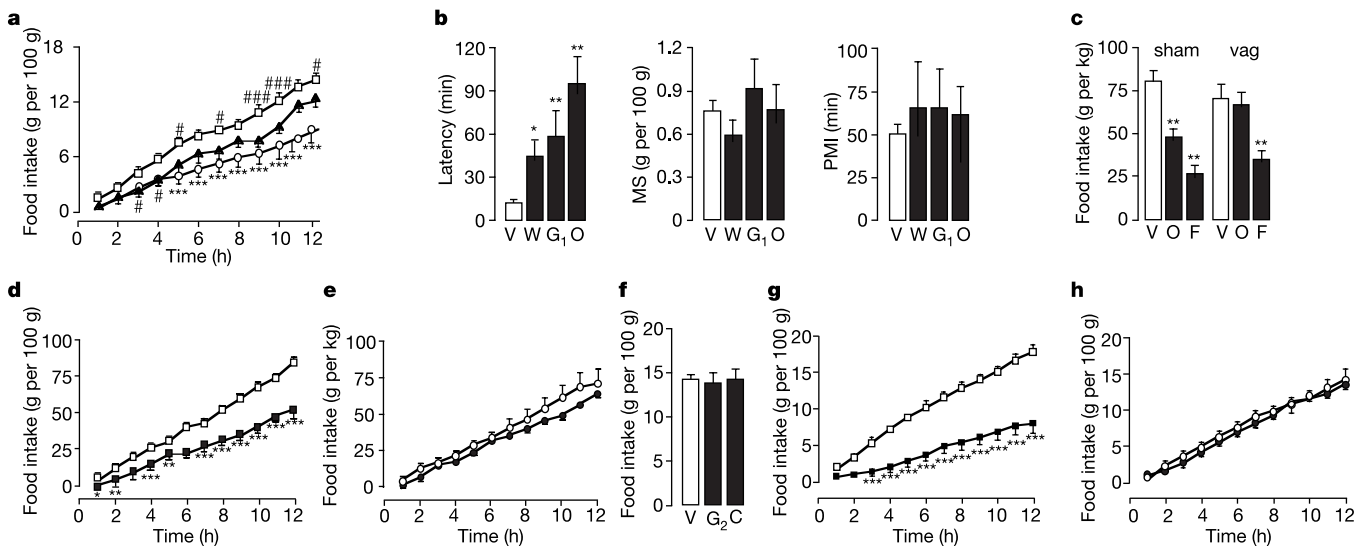 a
Food intake (g per 100 g)
18
12
6
0
# # # # ### ### #
*** *** *** *** *** *** *** ***
0 2 4 6 8 10 12
Time (h)
b
Latency (min)
120
90
60
30
0
* ** **
V W G1 O
MS (g per 100 g)
1.2
0.8
0.4
0
V W G1 O
PMI (min)
100
75
50
25
0
V W G1 O
c
Food intake (g per kg)
100
75
50
25
0
sham vag
** ** **
V O F V O F
d
Food intake (g per 100 g)
100
75
50
25
0
* ** *** ** *** *** *** *** *** ***
0 2 4 6 8 10 12
Time (h)
e
Food intake (g per kg)
100
75
50
25
0
0 2 4 6 8 10 12
Time (h)
f
Food intake (g per 100 g)
20
15
10
5
0
V G2 C
g
Food intake (g per 100 g)
20
15
10
5
0
*** *** *** *** *** *** *** *** *** ***
0 2 4 6 8 10 12
Time (h)
h
Food intake (g per 100 g)
20
15
10
5
0
0 2 4 6 8 10 12
Time (h)